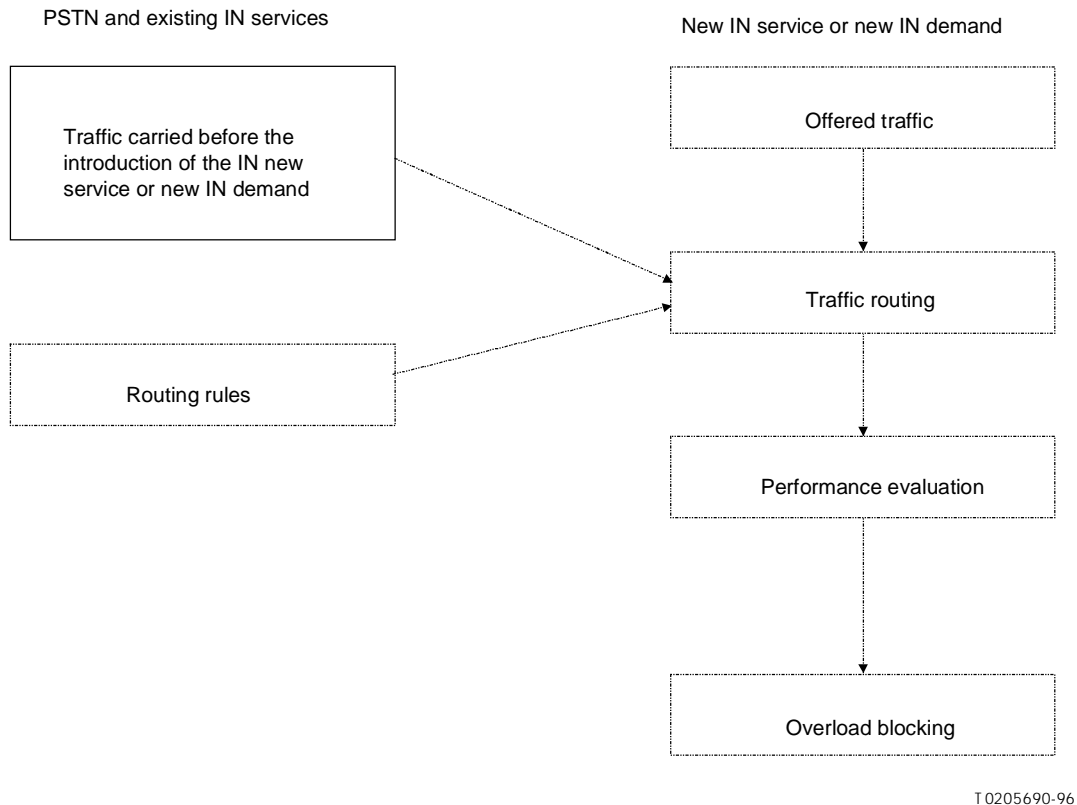 PSTN and existing IN services
New IN service or new IN demand
Traffic carried before the
introduction of the IN new
service or new IN demand
Offered traffic
Traffic routing
Routing rules
Performance evaluation
Overload blocking
T0205690-96